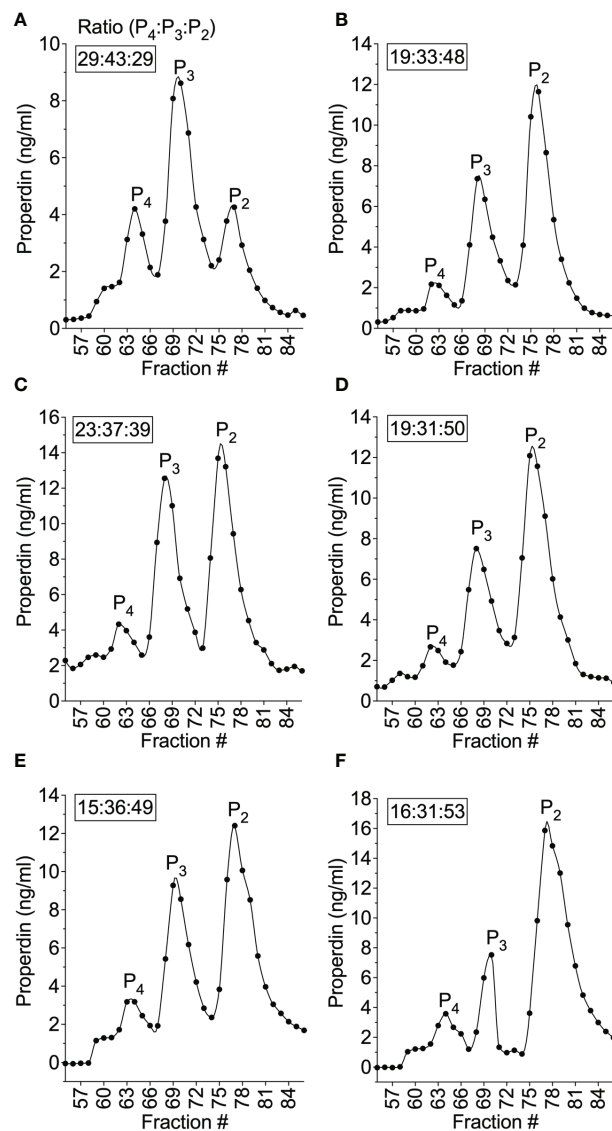 A
Ratio (P4:P3:P2)
29:43:29
P3
P4
P2
Properdin (ng/ml)
10
8
6
4
2
0
57 60 63 66 69 72 75 78 81 84
Fraction #
B
19:33:48
P2
P3
P4
Properdin (ng/ml)
14
12
10
8
6
4
2
0
57 60 63 66 69 72 75 78 81 84
Fraction #
C
23:37:39
P2
P3
P4
Properdin (ng/ml)
16
14
12
10
8
6
4
2
0
57 60 63 66 69 72 75 78 81 84
Fraction #
D
19:31:50
P2
P3
P4
Properdin (ng/ml)
14
12
10
8
6
4
2
0
57 60 63 66 69 72 75 78 81 84
Fraction #
E
15:36:49
P2
P3
P4
Properdin (ng/ml)
14
12
10
8
6
4
2
0
57 60 63 66 69 72 75 78 81 84
Fraction #
F
16:31:53
P2
P3
P4
Properdin (ng/ml)
18
16
14
12
10
8
6
4
2
0
57 60 63 66 69 72 75 78 81 84
Fraction #